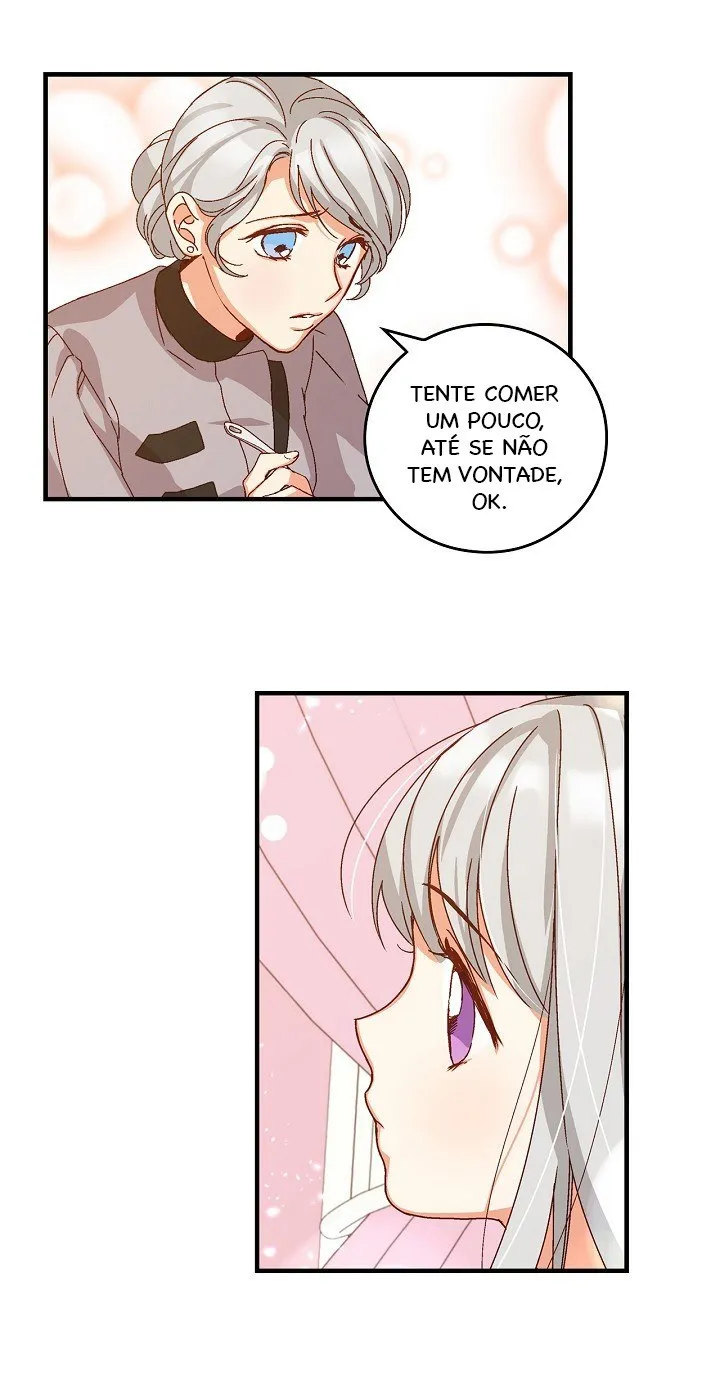 TENTE COMER
UM POUCO,
ATÉ SE NÃO
TEM VONTADE,
OK.